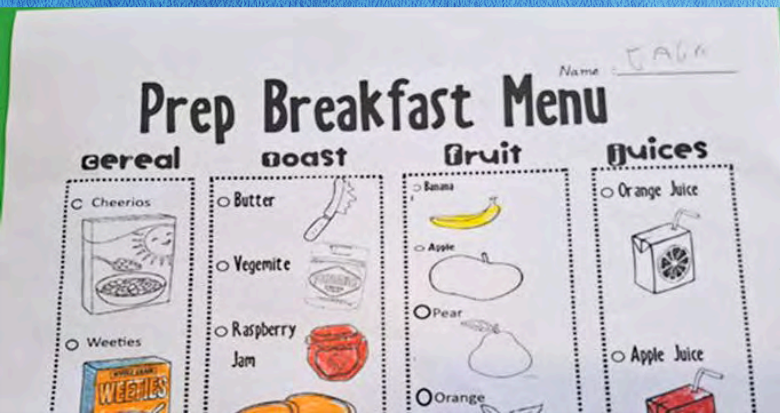 Name
Prep Breakfast Menu
cereal
toast
fruit
juices
Cheerios
Weeties
WEETIES
Butter
Vegemite
Raspberry
Jam
Banana
Apple
Pear
Orange
Orange Juice
Apple Juice